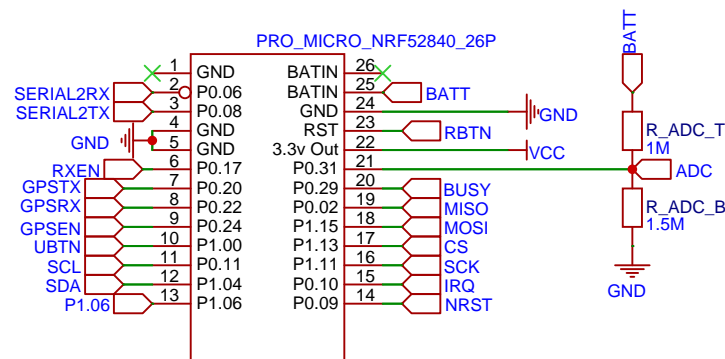 PRO_MICRO_NRF52840_26P
BATT
1 GND BATIN 26
SERIAL2RX 2 P0.06 BATIN 25 BATT
SERIAL2TX 3 P0.08 GND 24 GND
GND 4 GND RST 23 RBTN
5 GND 3.3v Out 22 VCC
R_ADC_T
1M
RXEN 6 P0.17 P0.31 21 ADC
GPSTX 7 P0.20 P0.29 20 BUSY
GPSRX 8 P0.22 P0.02 19 MISO
R_ADC_B
1.5M
GPSEN 9 P0.24 P1.15 18 MOSI
UBTN 10 P1.00 P1.13 17 CS
SCL 11 P0.11 P1.11 16 SCK
SDA 12 P1.04 P0.10 15 IRQ
GND
P1.06 13 P1.06 P0.09 14 NRST